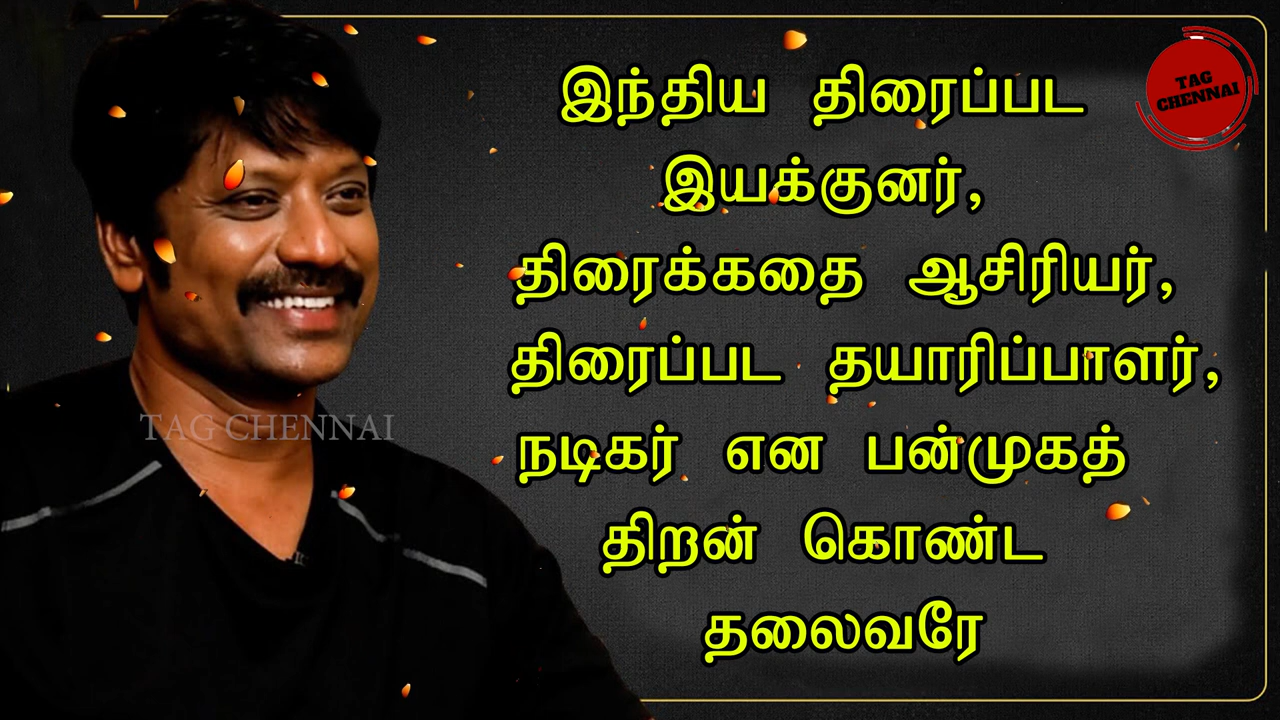 இந்திய திரைப்பட
இயக்குனர்,
திரைக்கதை ஆசிரியர்,
திரைப்பட தயாரிப்பாளர்,
நடிகர் என பன்முகத்
திறன் கொண்ட
தலைவரே
TAG
CHENNAI
TAG CHENNAI